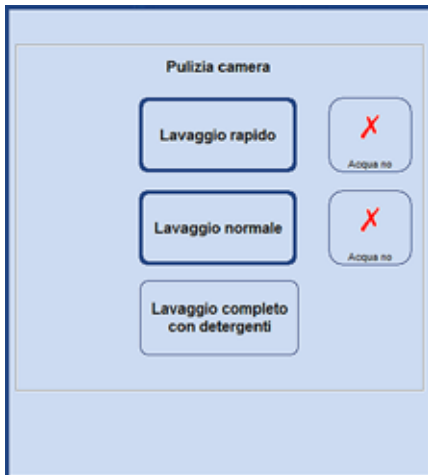 Pulizia camera
Lavaggio rapido
Acqua no
Lavaggio normale
Acqua no
Lavaggio completo
con detergenti